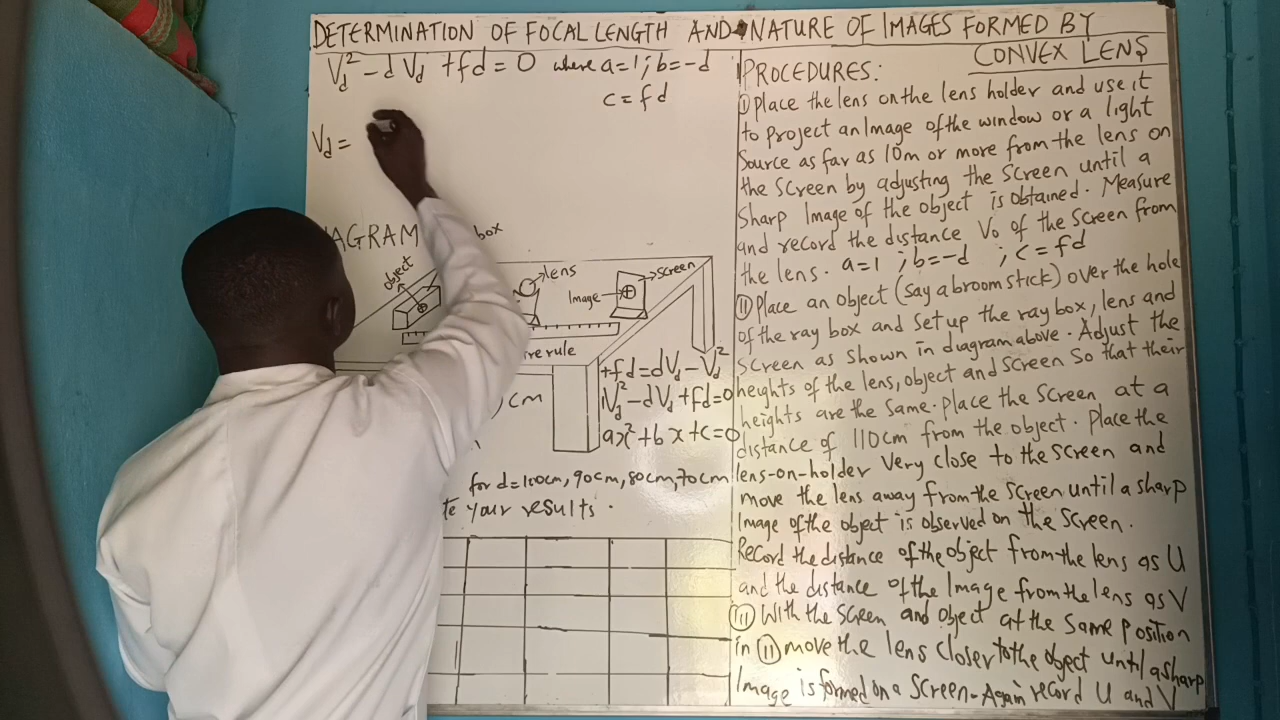 DETERMINATION OF FOCAL LENGTH AND NATURE OF IMAGES FORMED BY
CONVEX LENS
V_d² - dV_d + fd = 0 where a=1; b=-d
c = fd
V_d =
AGRAM
box
object
lens
Image
screen
rule
cm
+fd = dV_d - V_d²
V_d² - dV_d + fd = 0
ax² + bx + c = 0
for d = 100cm, 90cm, 80cm, 70cm
te your results.
PROCEDURES:
(I) Place the lens on the lens holder and use it
to project an Image of the window or a light
Source as far as 10m or more from the lens on
the screen by adjusting the screen until a
Sharp Image of the object is obtained. Measure
and record the distance V₀ of the screen from
the lens. a=1 ; b=-d ; c = fd
(II) Place an object (say a broom stick) over the hole
of the ray box and set up the ray box, lens and
Screen as shown in diagram above. Adjust the
heights of the lens, object and screen so that their
heights are the same. Place the screen at a
distance of 110cm from the object. Place the
lens-on-holder very close to the screen and
move the lens away from the screen until a sharp
Image of the object is observed on the screen.
Record the distance of the object from the lens as U
and the distance of the Image from the lens as V
(III) With the screen and object at the same position
in (II) move the lens closer to the object until a sharp
Image is formed on a screen - Again record U and V